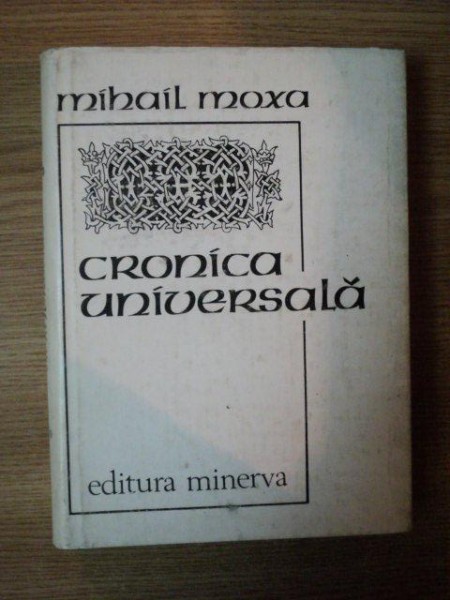 mihail moxa
cronica
universală
editura minerva